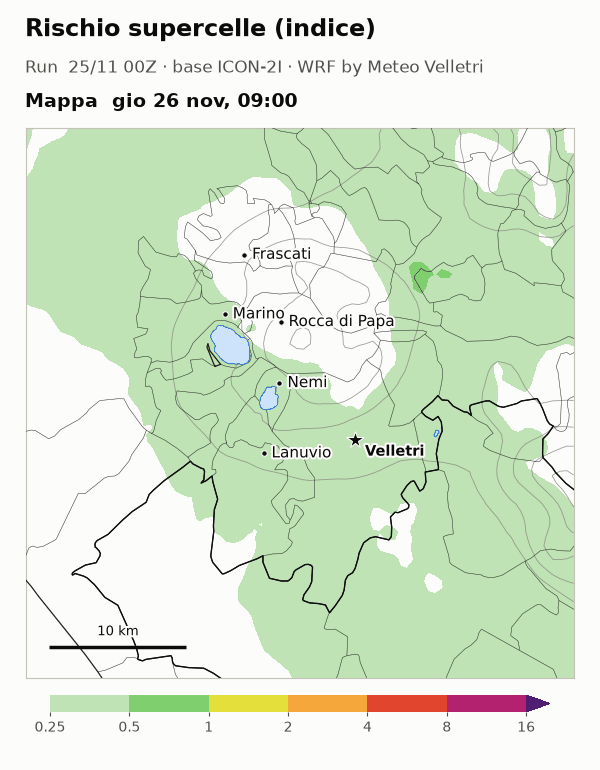 Rischio supercelle (indice)
Run  25/11 00Z · base ICON-2I · WRF by Meteo Velletri
Mappa  gio 26 nov, 09:00
Frascati
Marino
Rocca di Papa
Nemi
Velletri
Lanuvio
10 km
0.25 0.5 1 2 4 8 16